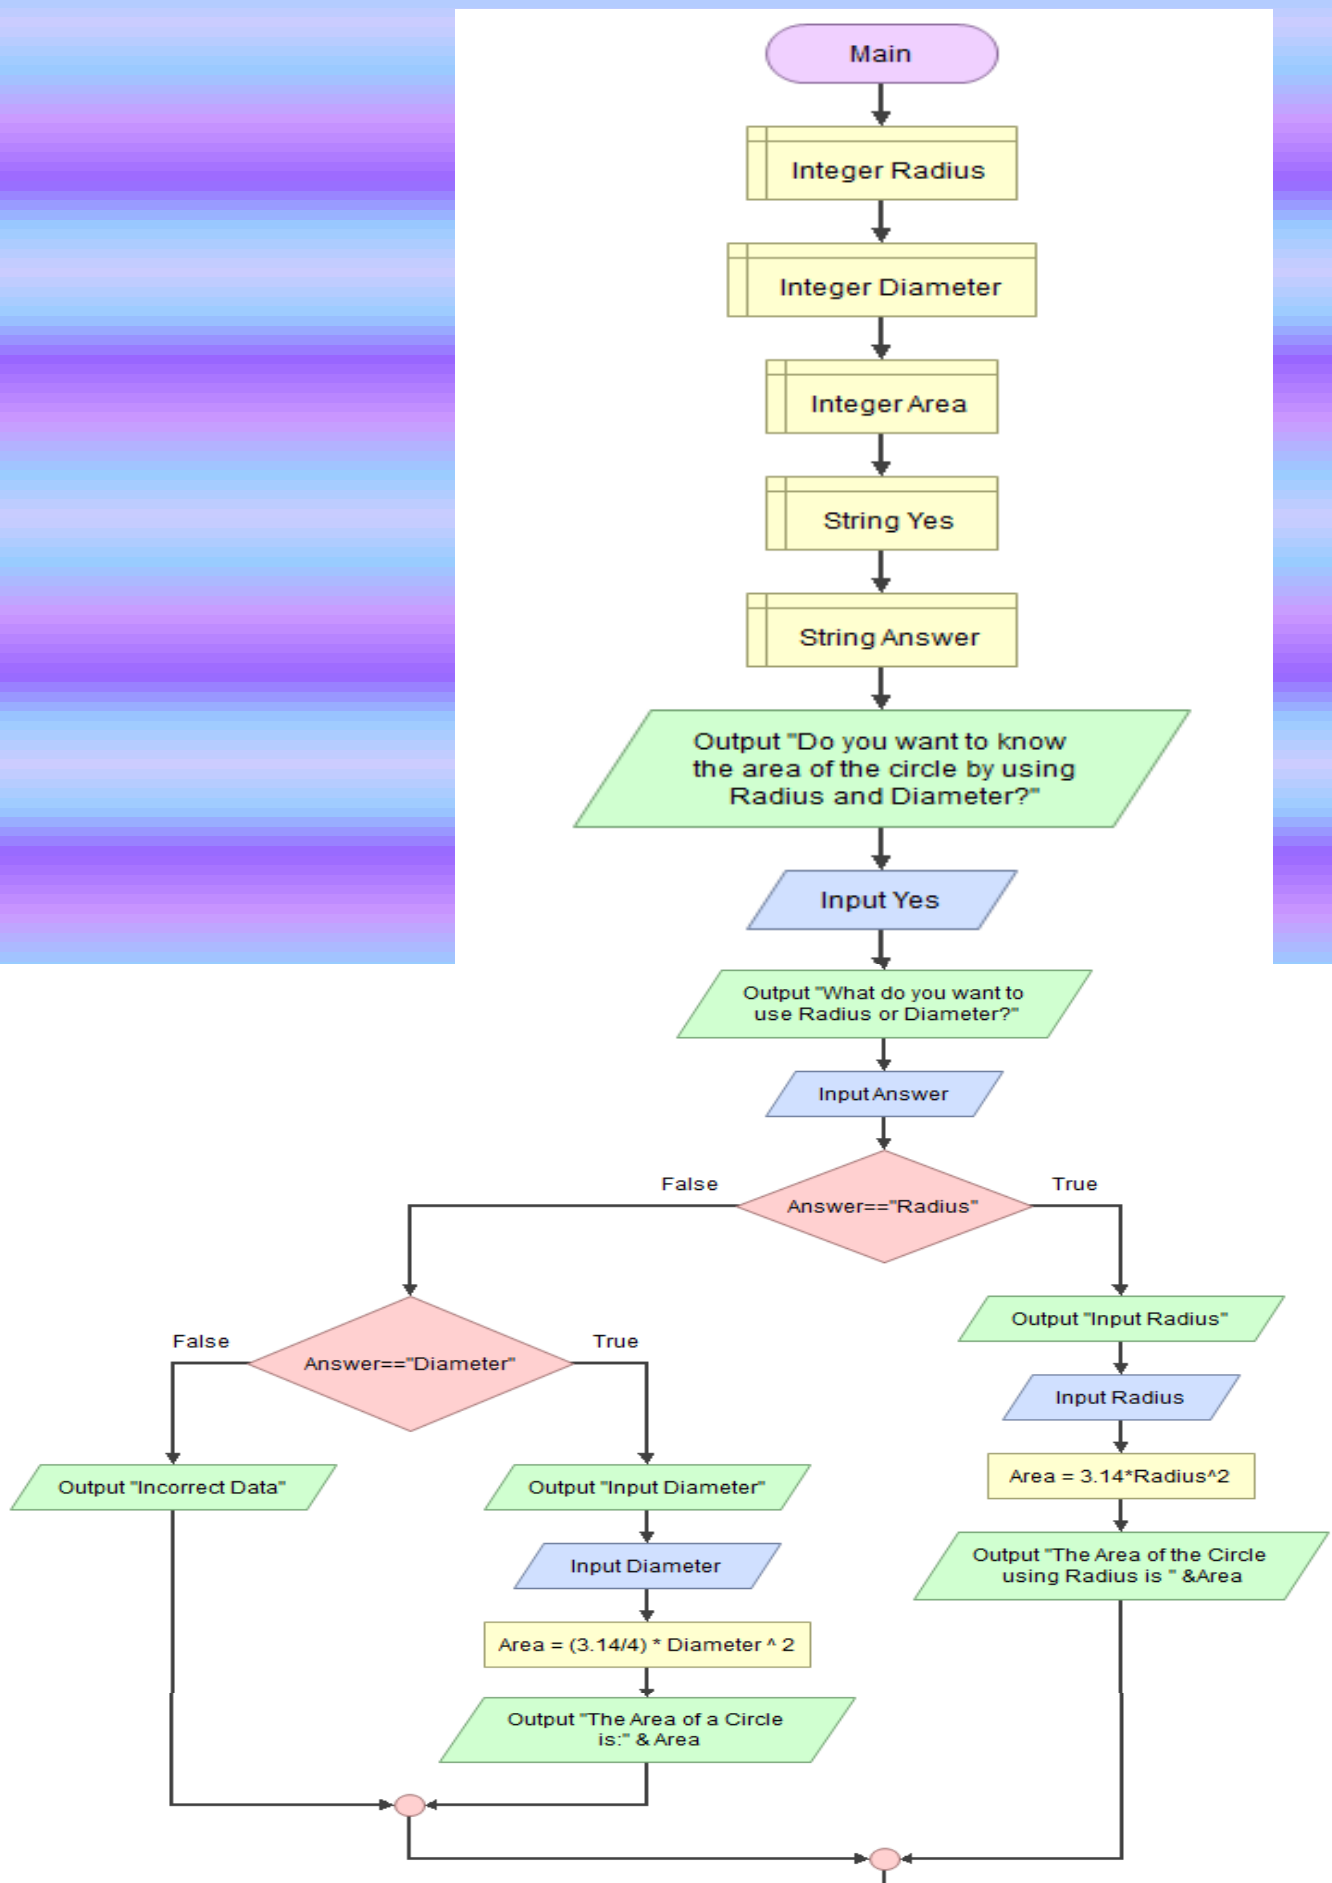 Main
Integer Radius
Integer Diameter
Integer Area
String Yes
String Answer
Output "Do you want to know
the area of the circle by using
Radius and Diameter?"
Input Yes
Output "What do you want to
use Radius or Diameter?"
Input Answer
False
True
Answer=="Radius"
Output "Input Radius"
False
True
Answer=="Diameter"
Input Radius
Area = 3.14*Radius^2
Output "Incorrect Data"
Output "Input Diameter"
Output "The Area of the Circle
using Radius is " &Area
Input Diameter
Area = (3.14/4) * Diameter ^ 2
Output "The Area of a Circle
is:" & Area